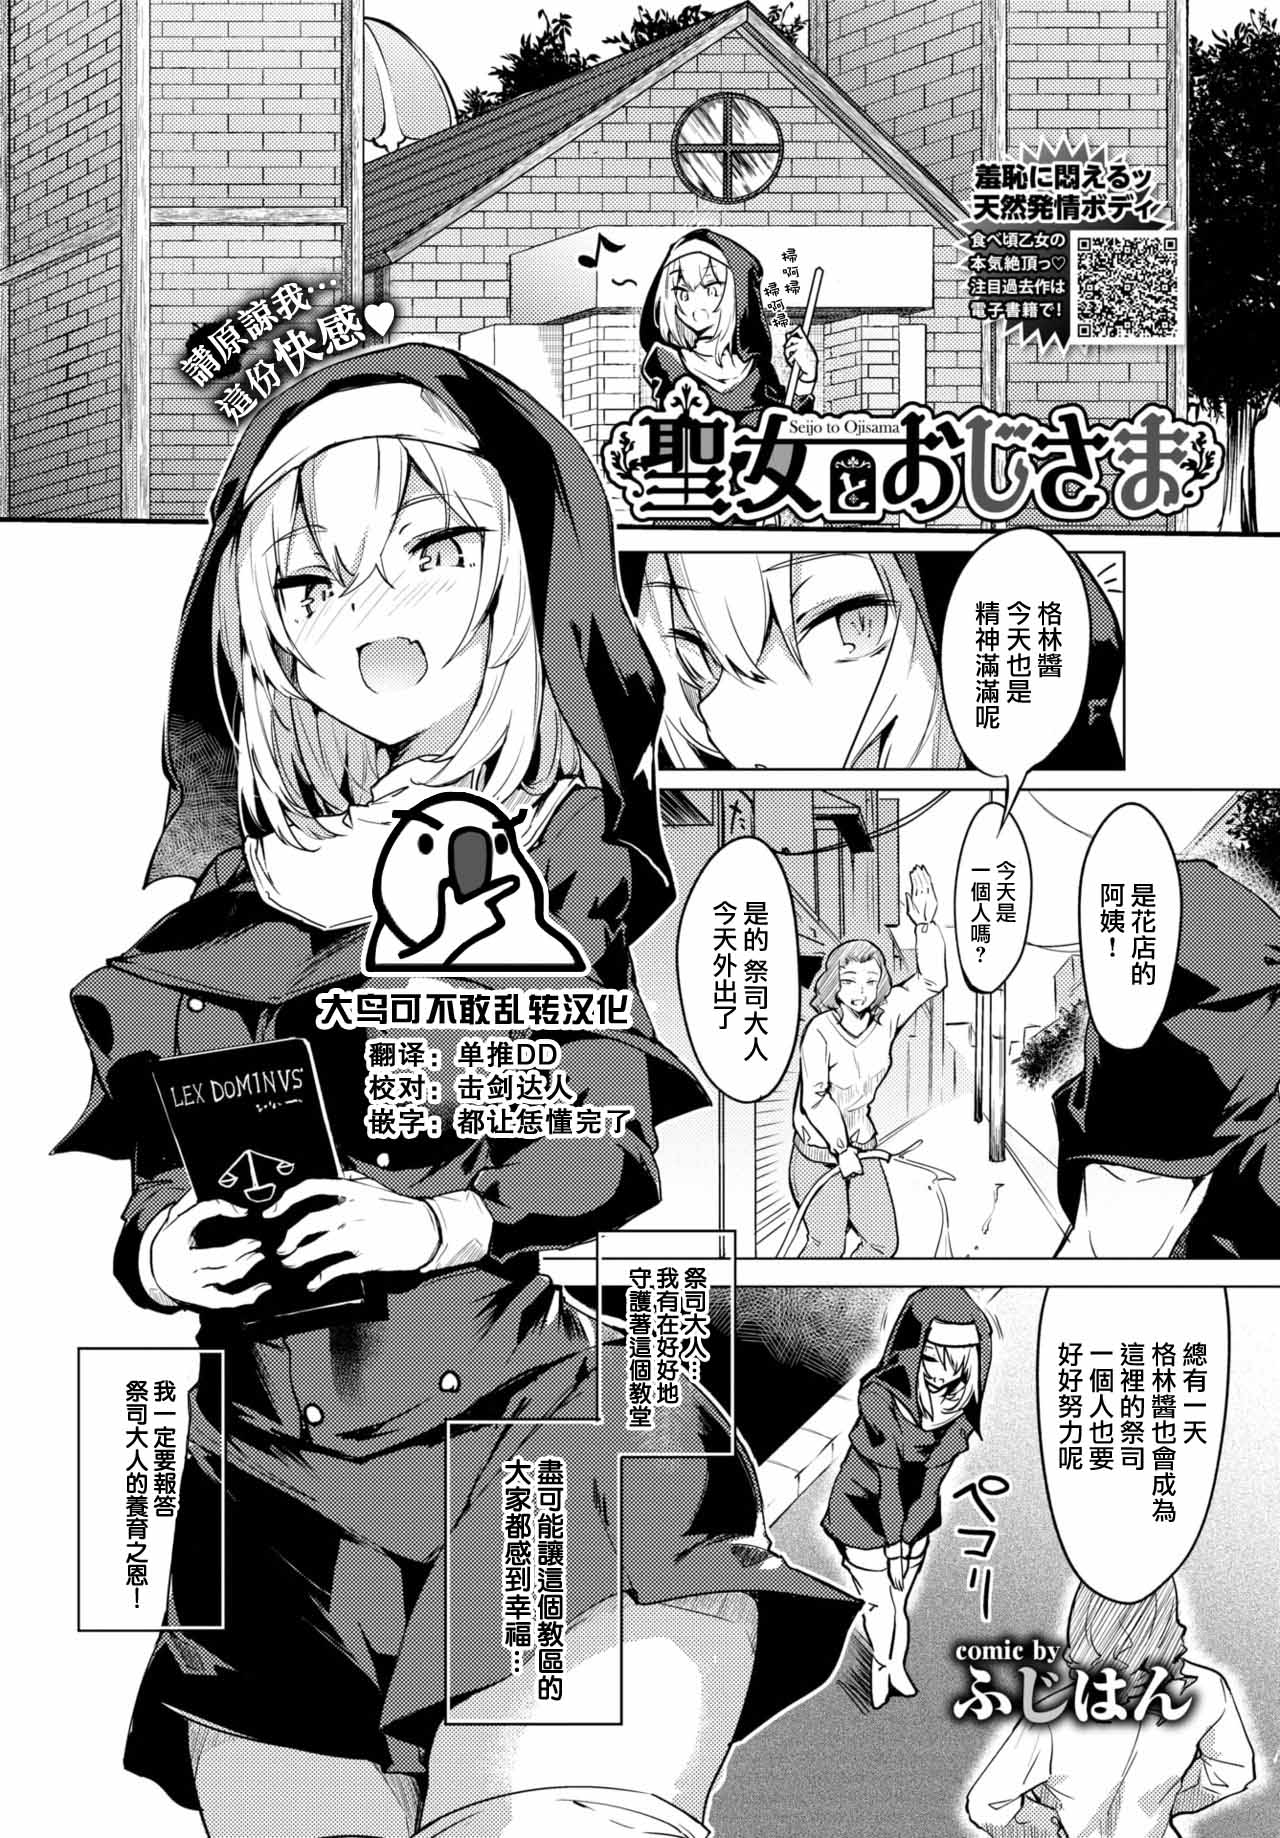 羞恥に悶えるッ
天然発情ボディ
食べ頃乙女の
本気絶頂っ♡
注目過去作は
電子書籍で!
掃啊掃
掃啊掃
請原諒我…
這份快感♥
Seijo to Ojisama
聖女とおじさま
格林醬
今天也是
精神滿滿呢
今天是
一個人嗎?
是花店的
阿姨!
是的 祭司大人
今天外出了
大鸟可不敢乱转汉化
翻译：单推DD
校对：击剑达人
嵌字：都让恁懂完了
LEX DOMINVS
總有一天
格林醬也會成為
這裡的祭司
一個人也要
好好努力呢
ペコリ
祭司大人…
我有在好好地
守護著這個教堂
盡可能讓這個教區的
大家都感到幸福…
我一定要報答
祭司大人的養育之恩!
comic by
ふじはん